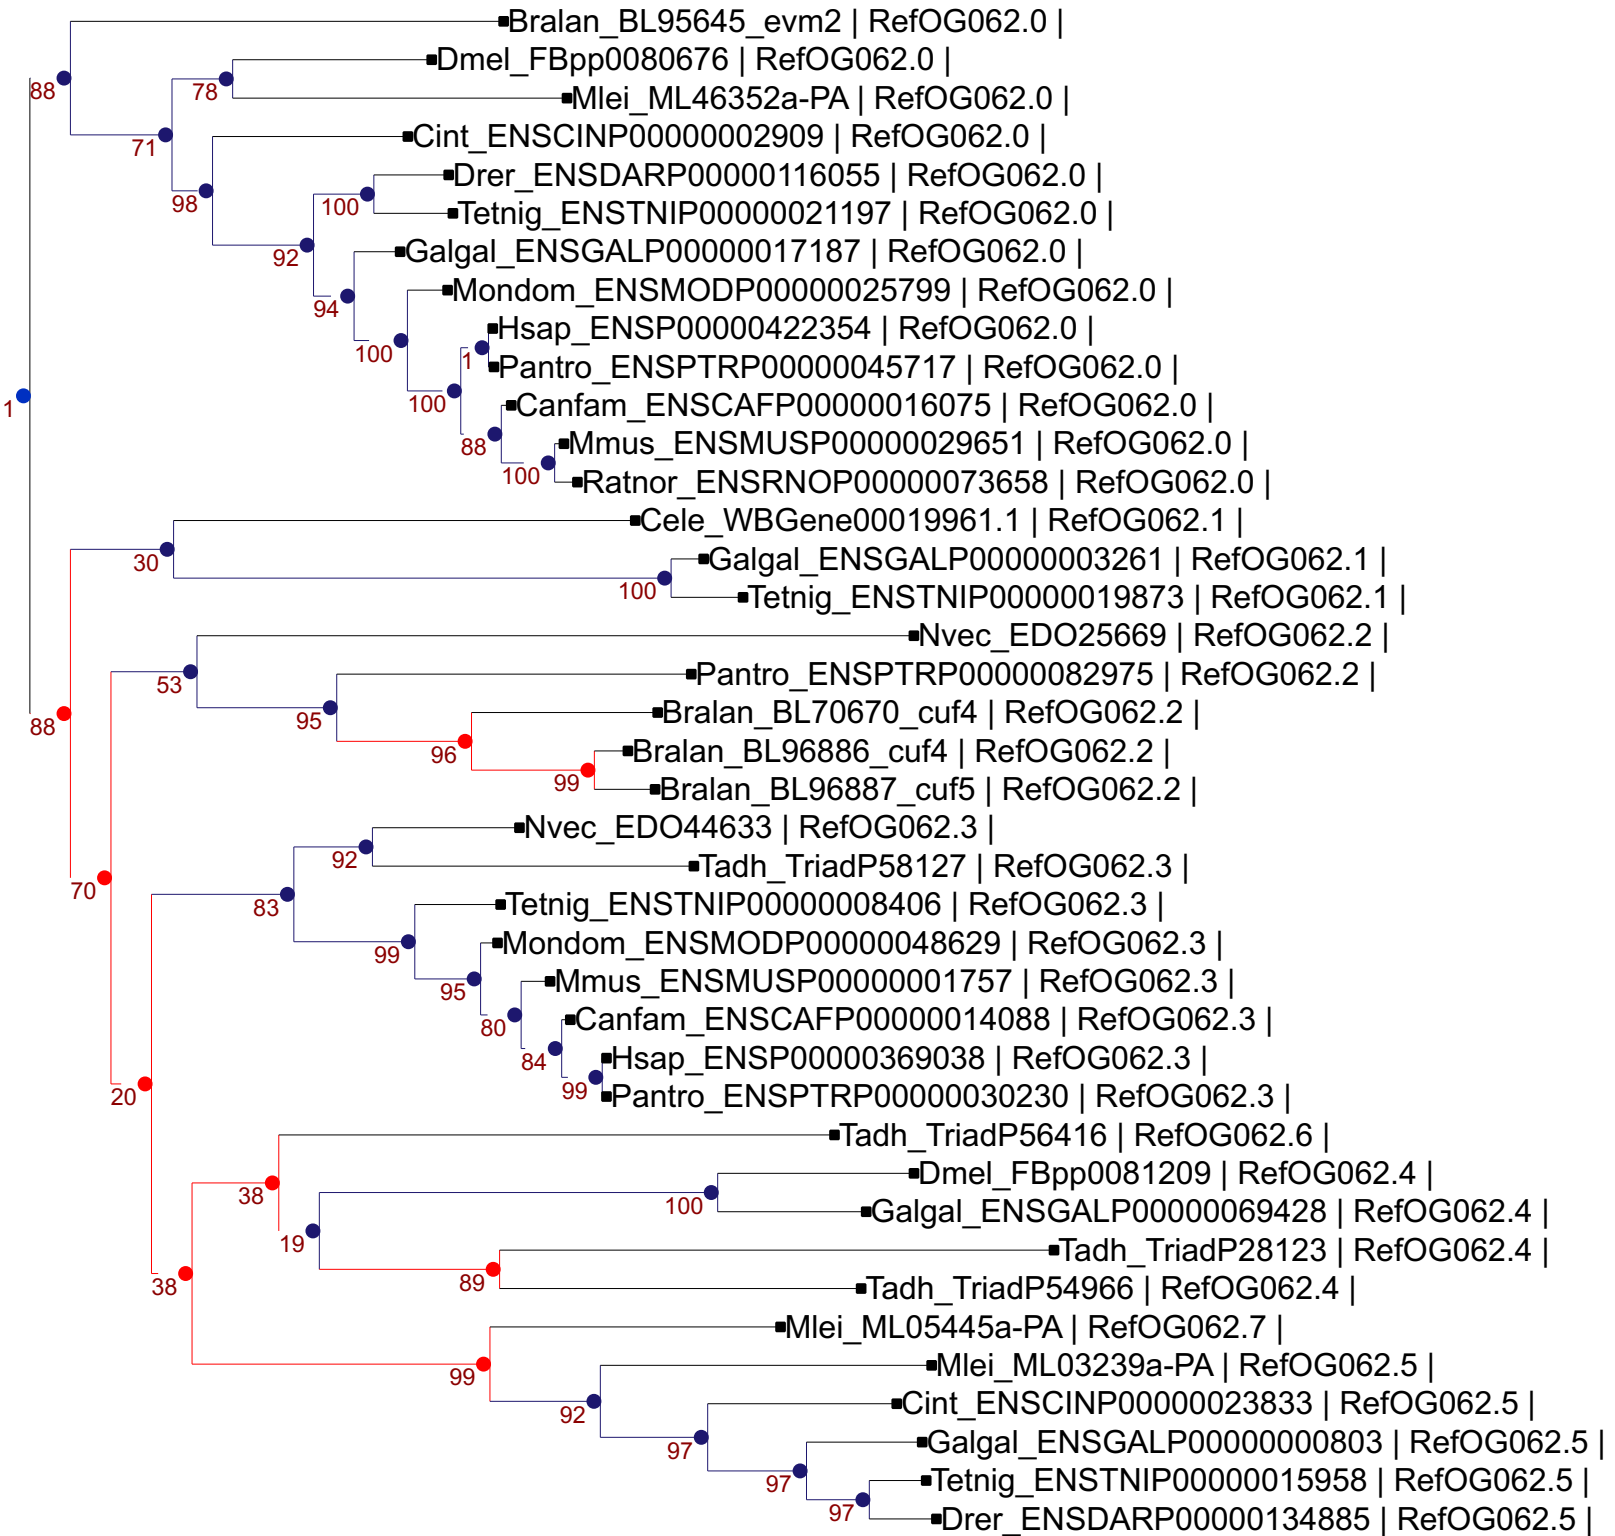 Bralan_BL95645_evm2 | RefOG062.0 |
Dmel_FBpp0080676 | RefOG062.0 |
88
78
Mlei_ML46352a-PA | RefOG062.0 |
Cint_ENSCINP00000002909 | RefOG062.0 |
71
Drer_ENSDARP00000116055 | RefOG062.0 |
98
100
Tetnig_ENSTNIP00000021197 | RefOG062.0 |
Galgal_ENSGALP00000017187 | RefOG062.0 |
92
Mondom_ENSMODP00000025799 | RefOG062.0 |
94
Hsap_ENSP00000422354 | RefOG062.0 |
100
1
Pantro_ENSPTRP00000045717 | RefOG062.0 |
100
1
Canfam_ENSCAFP00000016075 | RefOG062.0 |
88
Mmus_ENSMUSP00000029651 | RefOG062.0 |
100
Ratnor_ENSRNOP00000073658 | RefOG062.0 |
Cele_WBGene00019961.1 | RefOG062.1 |
30
Galgal_ENSGALP00000003261 | RefOG062.1 |
100
Tetnig_ENSTNIP00000019873 | RefOG062.1 |
Nvec_EDO25669 | RefOG062.2 |
53
Pantro_ENSPTRP00000082975 | RefOG062.2 |
88
95
Bralan_BL70670_cuf4 | RefOG062.2 |
96
Bralan_BL96886_cuf4 | RefOG062.2 |
99
Bralan_BL96887_cuf5 | RefOG062.2 |
Nvec_EDO44633 | RefOG062.3 |
92
Tadh_TriadP58127 | RefOG062.3 |
70
83
Tetnig_ENSTNIP00000008406 | RefOG062.3 |
99
Mondom_ENSMODP00000048629 | RefOG062.3 |
95
Mmus_ENSMUSP00000001757 | RefOG062.3 |
80
Canfam_ENSCAFP00000014088 | RefOG062.3 |
84
Hsap_ENSP00000369038 | RefOG062.3 |
20
99
Pantro_ENSPTRP00000030230 | RefOG062.3 |
Tadh_TriadP56416 | RefOG062.6 |
38
Dmel_FBpp0081209 | RefOG062.4 |
100
Galgal_ENSGALP00000069428 | RefOG062.4 |
19
Tadh_TriadP28123 | RefOG062.4 |
38
89
Tadh_TriadP54966 | RefOG062.4 |
Mlei_ML05445a-PA | RefOG062.7 |
99
Mlei_ML03239a-PA | RefOG062.5 |
92
Cint_ENSCINP00000023833 | RefOG062.5 |
97
Galgal_ENSGALP00000000803 | RefOG062.5 |
97
Tetnig_ENSTNIP00000015958 | RefOG062.5 |
97
Drer_ENSDARP00000134885 | RefOG062.5 |